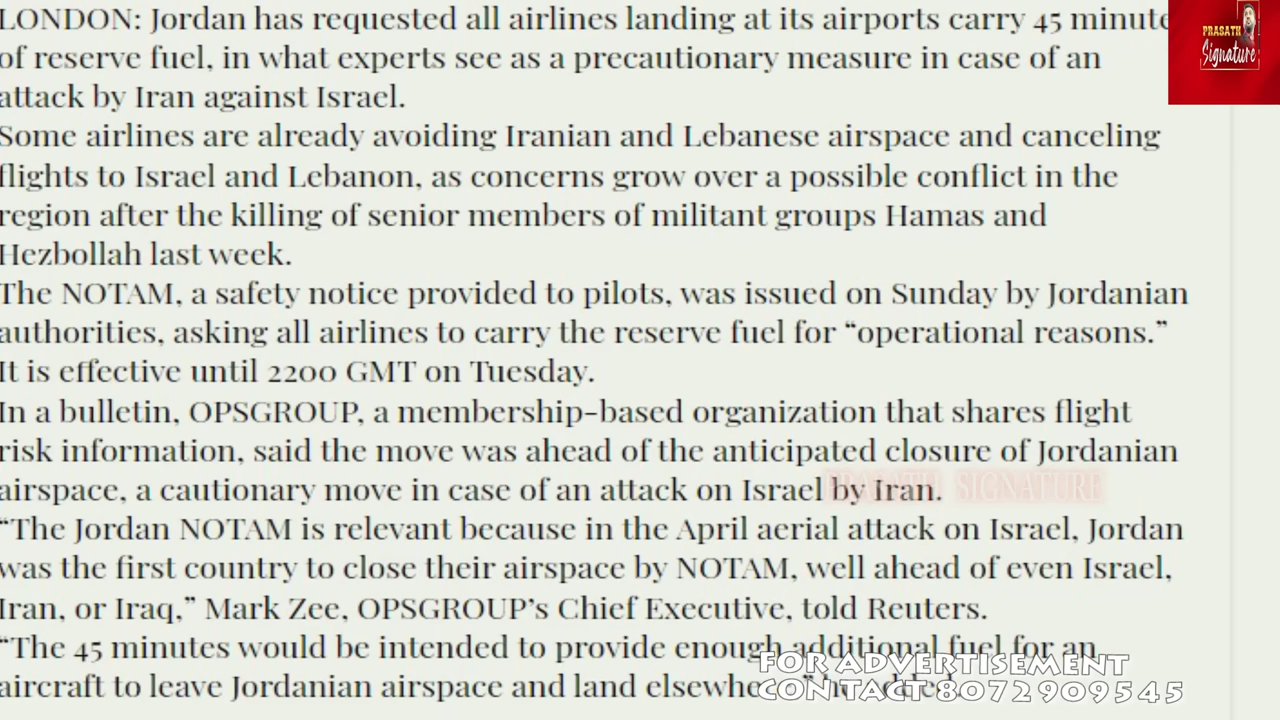 LONDON: Jordan has requested all airlines landing at its airports carry 45 minute
of reserve fuel, in what experts see as a precautionary measure in case of an
attack by Iran against Israel.
Some airlines are already avoiding Iranian and Lebanese airspace and canceling
flights to Israel and Lebanon, as concerns grow over a possible conflict in the
region after the killing of senior members of militant groups Hamas and
Hezbollah last week.
The NOTAM, a safety notice provided to pilots, was issued on Sunday by Jordanian
authorities, asking all airlines to carry the reserve fuel for “operational reasons.”
It is effective until 2200 GMT on Tuesday.
In a bulletin, OPSGROUP, a membership-based organization that shares flight
risk information, said the move was ahead of the anticipated closure of Jordanian
airspace, a cautionary move in case of an attack on Israel by Iran.
“The Jordan NOTAM is relevant because in the April aerial attack on Israel, Jordan
was the first country to close their airspace by NOTAM, well ahead of even Israel,
Iran, or Iraq,” Mark Zee, OPSGROUP’s Chief Executive, told Reuters.
“The 45 minutes would be intended to provide enough additional fuel for an
aircraft to leave Jordanian airspace and land
PRASATH
Signature
PRASATH SIGNATURE
FOR ADVERTISEMENT
CONTACT 8072909545